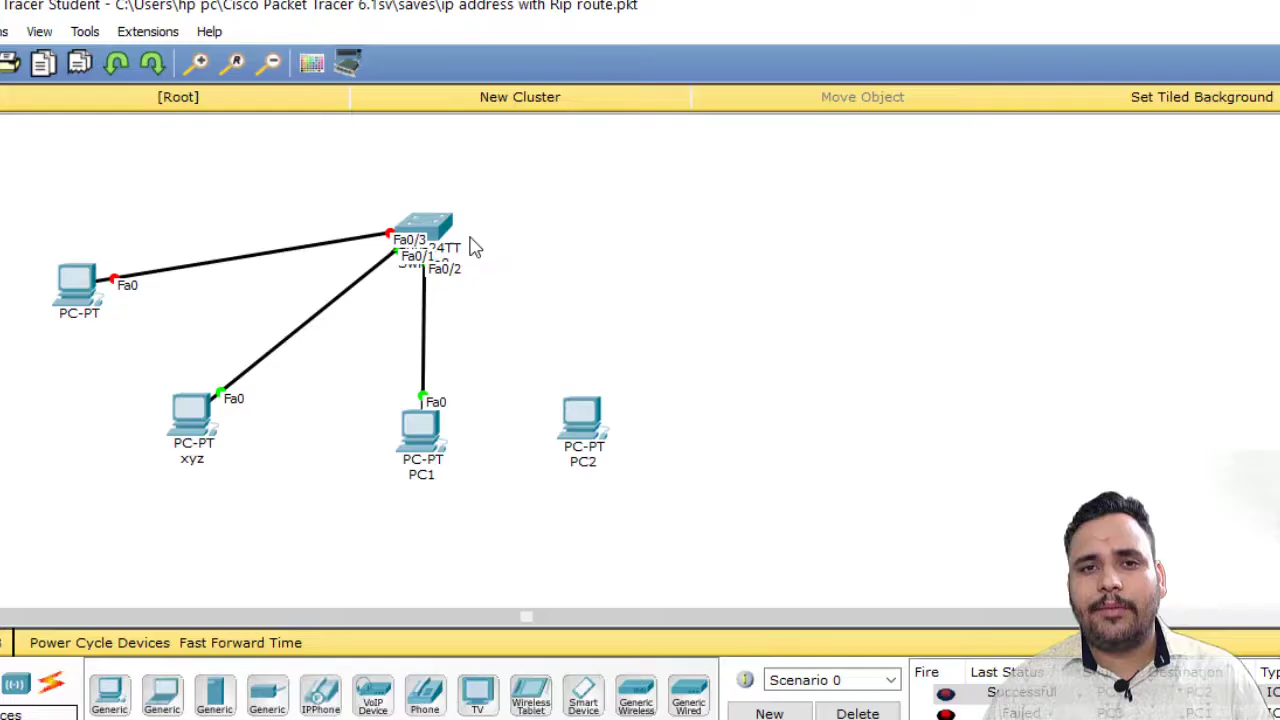 Tracer Student - C:\Users\hp pc\Cisco Packet Tracer 6.1sv\saves\ip address with Rip route.pkt
View Tools Extensions Help
[Root] New Cluster Move Object Set Tiled Background
Fa0/3
24TT
Fa0/1
Fa0/2
Fa0
PC-PT
Fa0
Fa0
PC-PT
xyz
PC-PT
PC1
PC-PT
PC2
Power Cycle Devices Fast Forward Time
Scenario 0
Fire Last Status Destination
Successful PC2
Failed
Generic Generic Generic Generic IPPhone VoIP Device Phone TV Wireless Tablet Smart Device Generic Wireless Generic Wired
New Delete